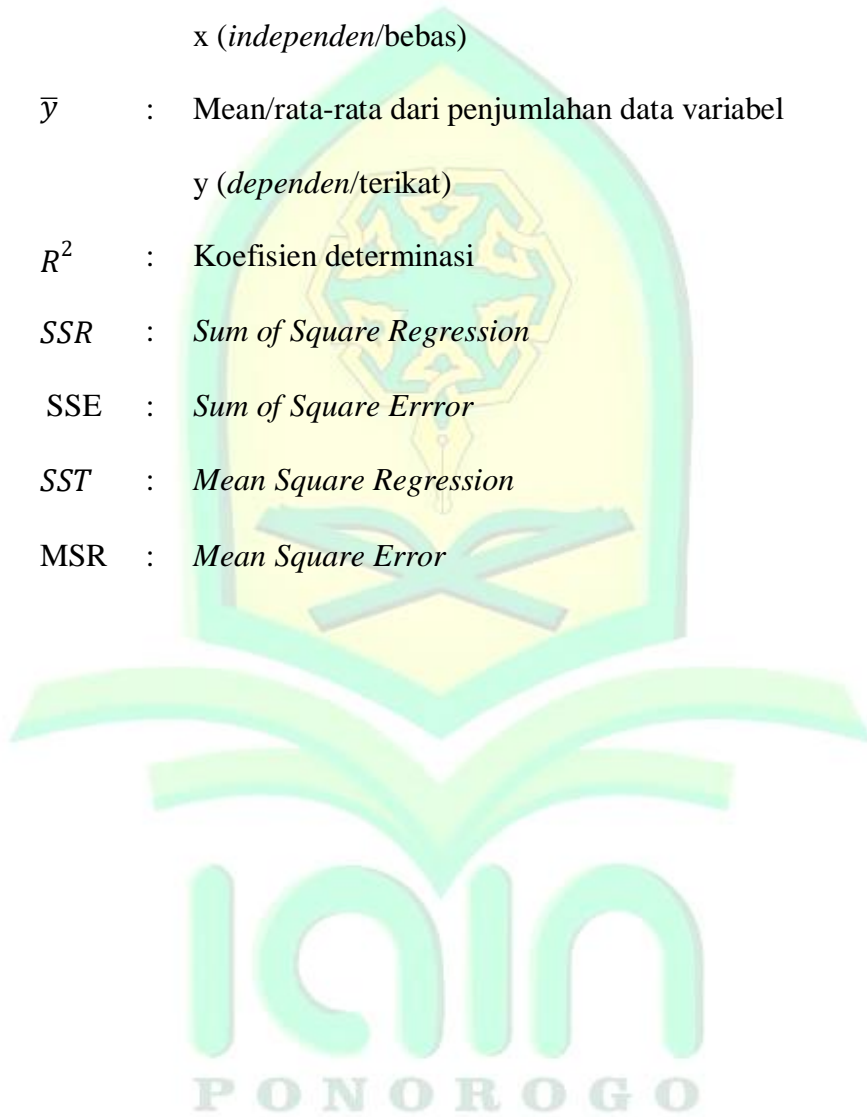 x (independen/bebas)
y̅ : Mean/rata-rata dari penjumlahan data variabel
y (dependen/terikat)
R² : Koefisien determinasi
SSR : Sum of Square Regression
SSE : Sum of Square Errror
SST : Mean Square Regression
MSR : Mean Square Error
iain
PONOROGO